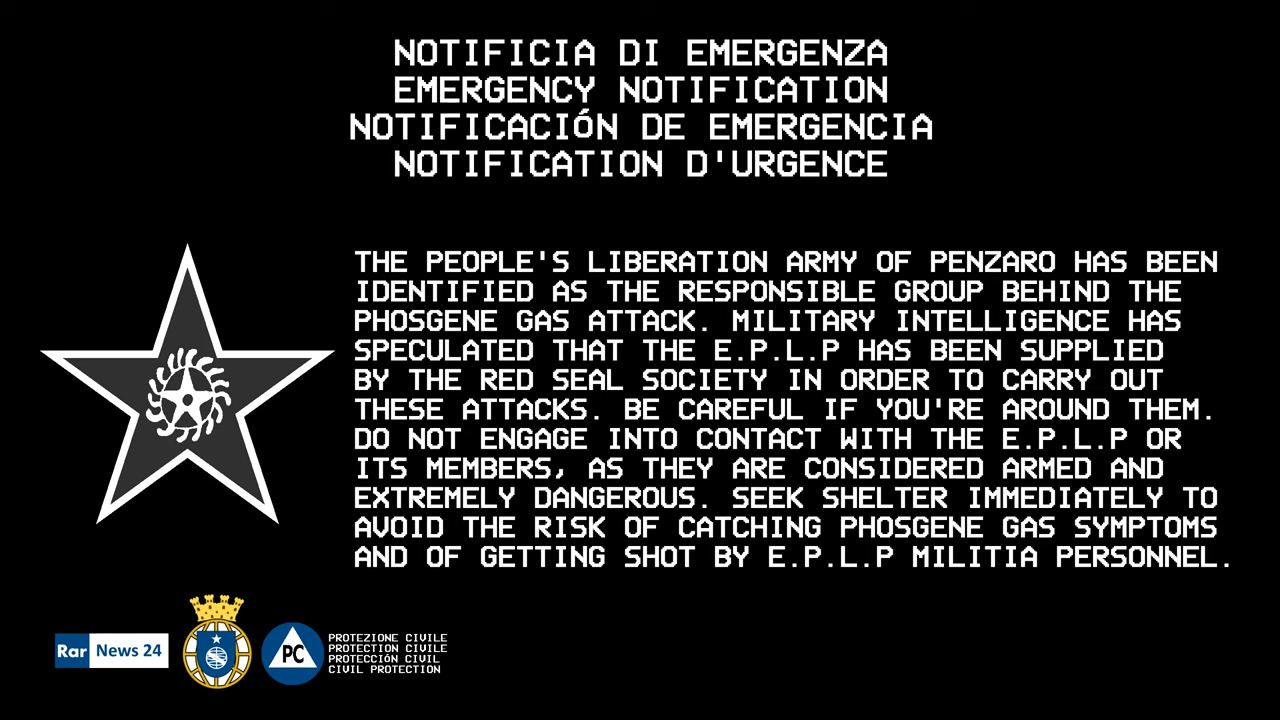 NOTIFICIA DI EMERGENZA
EMERGENCY NOTIFICATION
NOTIFICACIÓN DE EMERGENCIA
NOTIFICATION D'URGENCE
THE PEOPLE'S LIBERATION ARMY OF PENZARO HAS BEEN
IDENTIFIED AS THE RESPONSIBLE GROUP BEHIND THE
PHOSGENE GAS ATTACK. MILITARY INTELLIGENCE HAS
SPECULATED THAT THE E.P.L.P HAS BEEN SUPPLIED
BY THE RED SEAL SOCIETY IN ORDER TO CARRY OUT
THESE ATTACKS. BE CAREFUL IF YOU'RE AROUND THEM.
DO NOT ENGAGE INTO CONTACT WITH THE E.P.L.P OR
ITS MEMBERS, AS THEY ARE CONSIDERED ARMED AND
EXTREMELY DANGEROUS. SEEK SHELTER IMMEDIATELY TO
AVOID THE RISK OF CATCHING PHOSGENE GAS SYMPTOMS
AND OF GETTING SHOT BY E.P.L.P MILITIA PERSONNEL.
Rar News 24
PC
PROTEZIONE CIVILE
PROTECTION CIVILE
PROTECCIÓN CIVIL
CIVIL PROTECTION